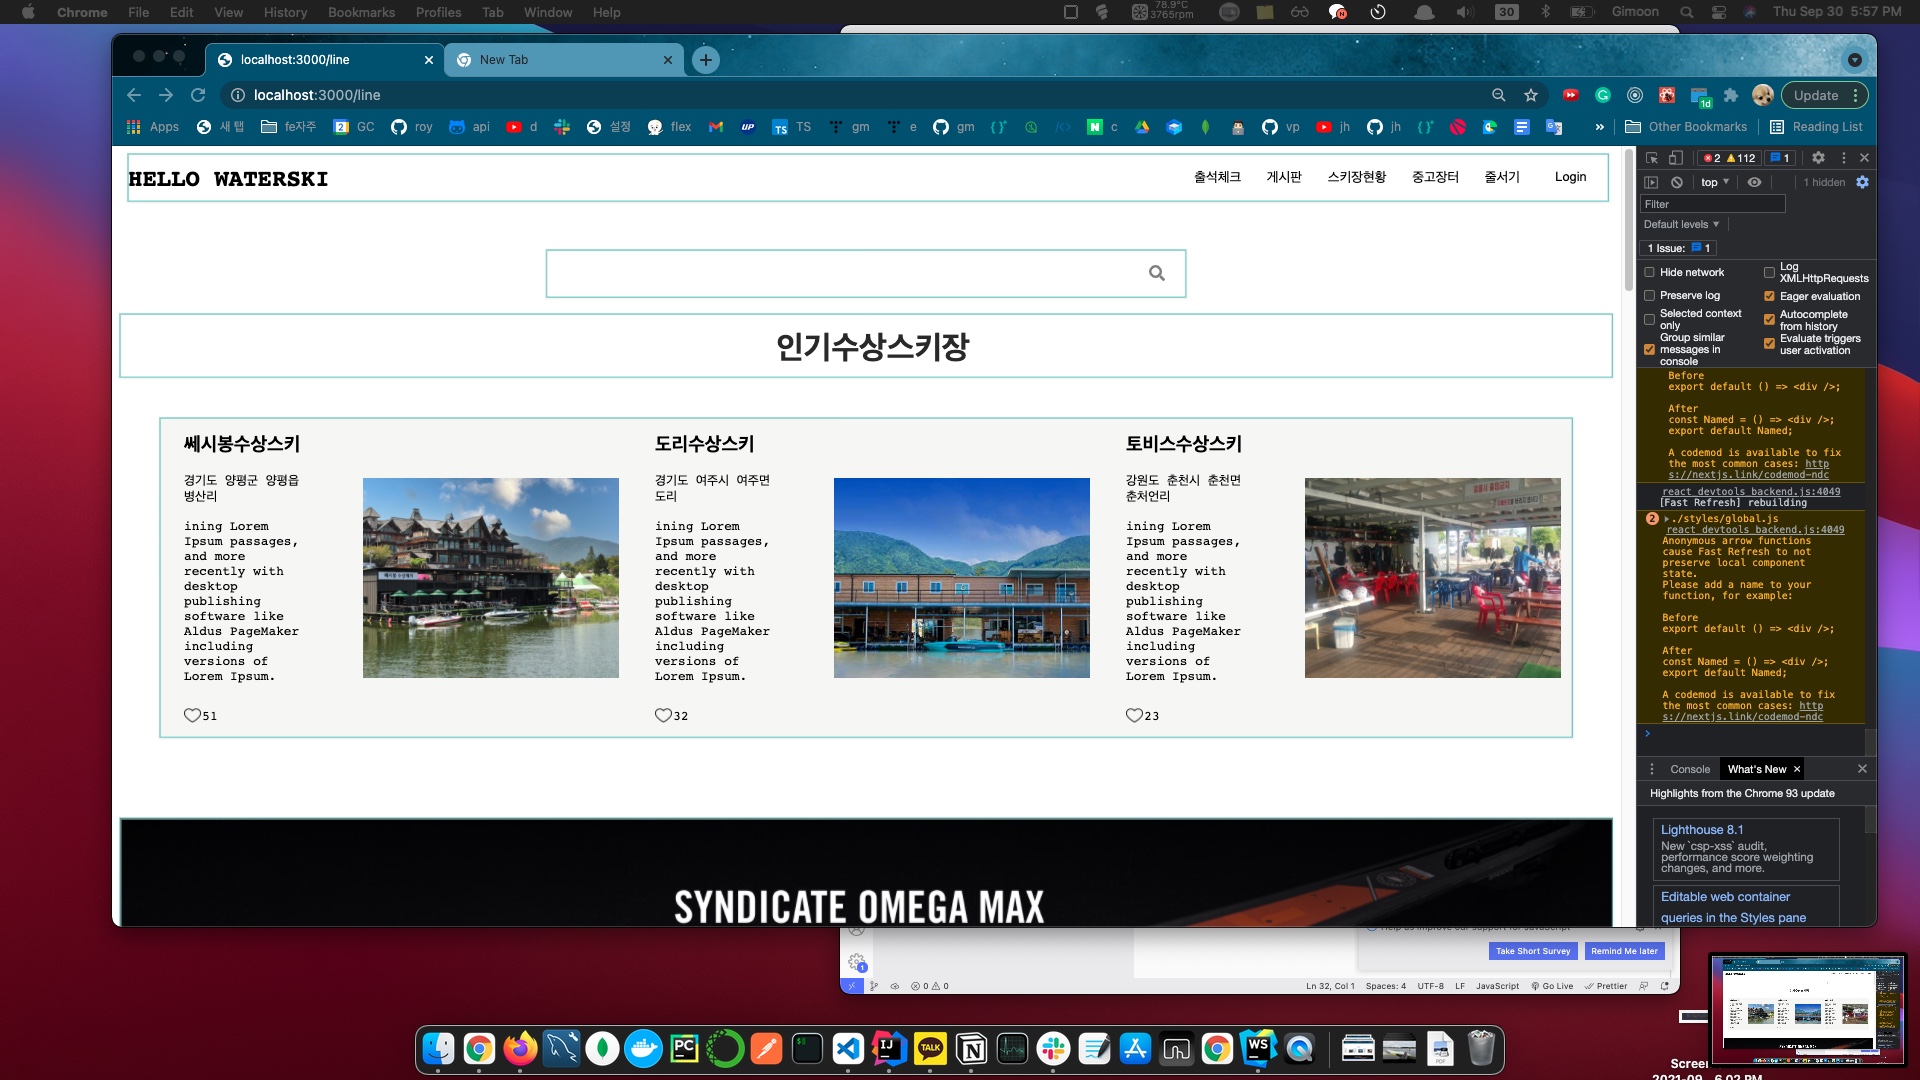 Chrome File Edit View History Bookmarks Profiles Tab Window Help 78.9°C 3765rpm 30 Gimoon Thu Sep 30 5:57 PM
localhost:3000/line New Tab
localhost:3000/line 1d Update
Apps 새 탭 fe자주 GC roy api d 설정 flex TS gm e gm c vp jh jh » Other Bookmarks Reading List
HELLO WATERSKI 출석체크 게시판 스키장현황 중고장터 줄서기 Login
인기수상스키장
쎄시봉수상스키
경기도 양평군 양평읍
병산리
ining Lorem
Ipsum passages,
and more
recently with
desktop
publishing
software like
Aldus PageMaker
including
versions of
Lorem Ipsum.
51
도리수상스키
경기도 여주시 여주면
도리
ining Lorem
Ipsum passages,
and more
recently with
desktop
publishing
software like
Aldus PageMaker
including
versions of
Lorem Ipsum.
32
토비스수상스키
강원도 춘천시 춘천면
춘처언리
ining Lorem
Ipsum passages,
and more
recently with
desktop
publishing
software like
Aldus PageMaker
including
versions of
Lorem Ipsum.
23
SYNDICATE OMEGA MAX
2 112 1
top 1 hidden
Filter
Default levels
1 Issue: 1
Hide network
Log
XMLHttpRequests
Preserve log
Eager evaluation
Selected context
only
Autocomplete
from history
Group similar
messages in
console
Evaluate triggers
user activation
Before
export default () => <div />;
After
const Named = () => <div />;
export default Named;
A codemod is available to fix
the most common cases: http
s://nextjs.link/codemod-ndc
react devtools backend.js:4049
[Fast Refresh] rebuilding
2 ./styles/global.js
react devtools backend.js:4049
Anonymous arrow functions
cause Fast Refresh to not
preserve local component
state.
Please add a name to your
function, for example:
Before
export default () => <div />;
After
const Named = () => <div />;
export default Named;
A codemod is available to fix
the most common cases: http
s://nextjs.link/codemod-ndc
Console What's New
Highlights from the Chrome 93 update
Lighthouse 8.1
New `csp-xss` audit,
performance score weighting
changes, and more.
Editable web container
queries in the Styles pane
Take Short Survey Remind Me later
1
0 0 Ln 32, Col 1 Spaces: 4 UTF-8 LF JavaScript Go Live Prettier
PC IJ TALK WS PDF
Screen
2021-09 6.02 PM